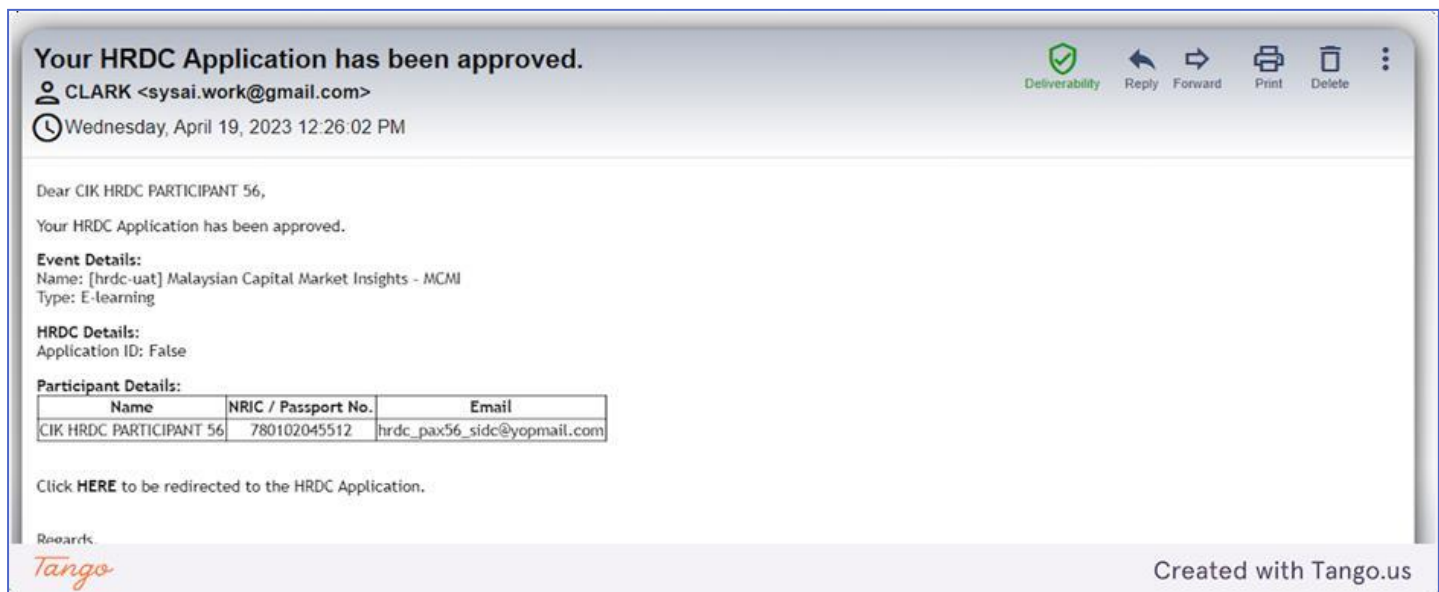 Your HRDC Application has been approved.
CLARK <sysai.work@gmail.com>
Wednesday, April 19, 2023 12:26:02 PM
Deliverability Reply Forward Print Delete
Dear CIK HRDC PARTICIPANT 56,
Your HRDC Application has been approved.
Event Details:
Name: [hrdc-uat] Malaysian Capital Market Insights - MCMI
Type: E-learning
HRDC Details:
Application ID: False
Participant Details:
Name NRIC / Passport No. Email
CIK HRDC PARTICIPANT 56 780102045512 hrdc_pax56_sidc@yopmail.com
Click HERE to be redirected to the HRDC Application.
Regards,
Tango
Created with Tango.us